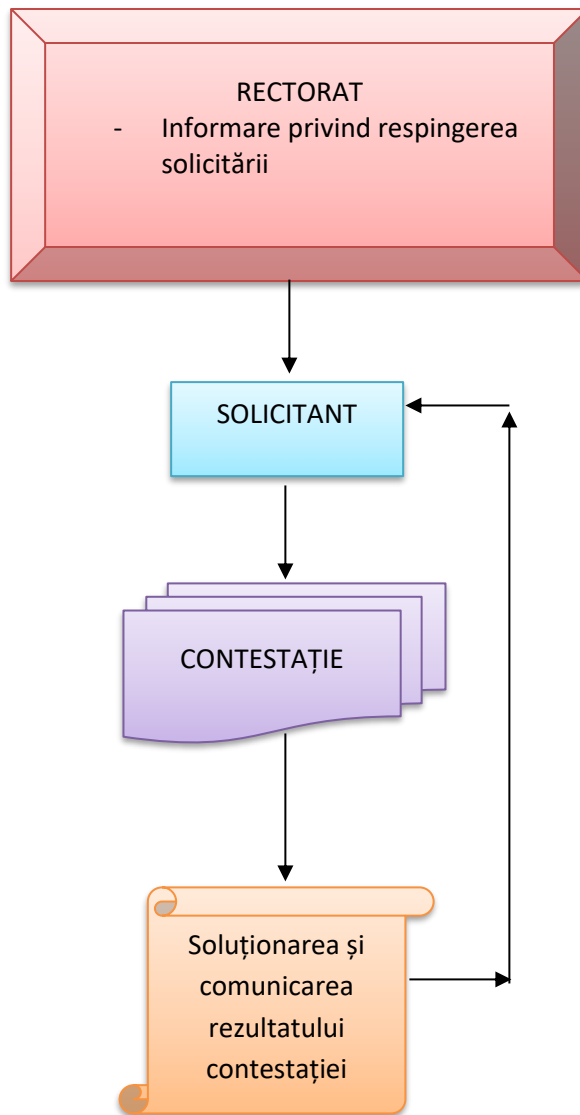 RECTORAT
- Informare privind respingerea
solicitării
SOLICITANT
CONTESTAȚIE
Soluționarea și
comunicarea
rezultatului
contestației